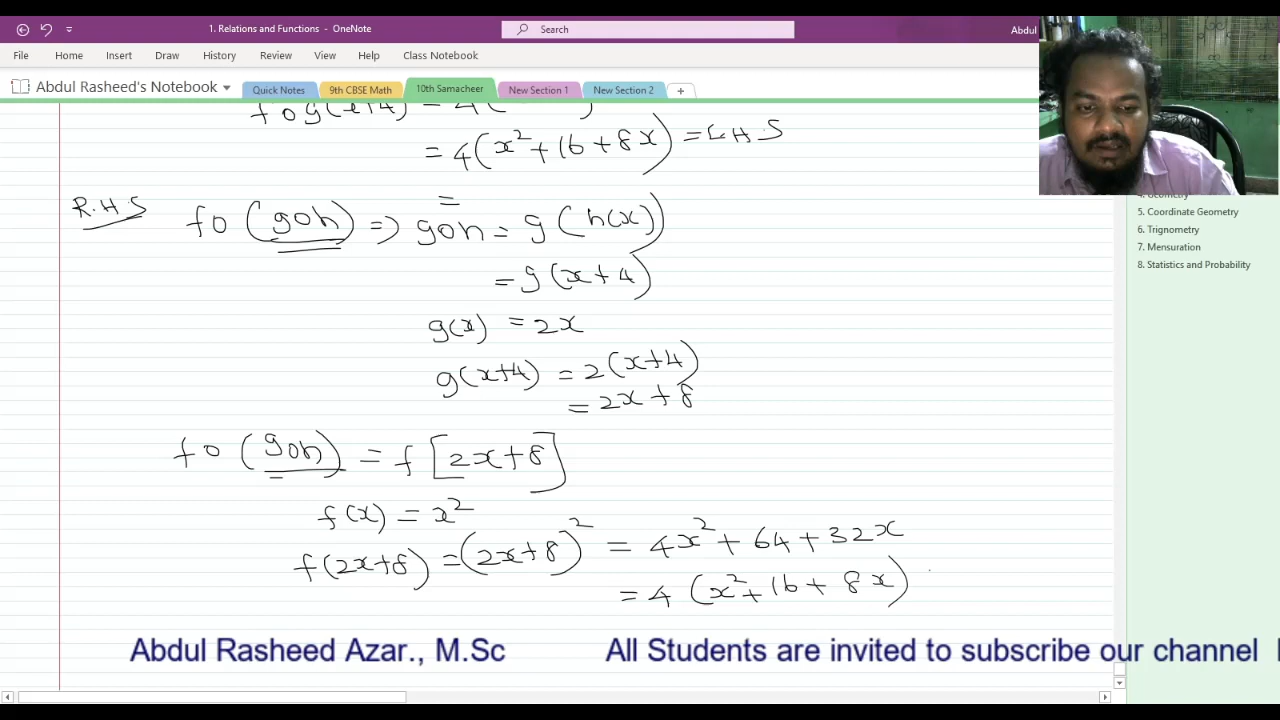 1. Relations and Functions - OneNote
Search
Abdul
File Home Insert Draw History Review View Help Class Notebook
Abdul Rasheed's Notebook
Quick Notes 9th CBSE Math 10th Samacheer New Section 1 New Section 2 +
= 4(x²+16+8x) = L.H.S
R.H.S fo (goh) => goh = g(h(x))
= g(x+4)
g(x) = 2x
g(x+4) = 2(x+4)
= 2x+8
fo (goh) = f[2x+8]
f(x) = x²
f(2x+8) = (2x+8)² = 4x²+64+32x
= 4(x²+16+8x)
5. Coordinate Geometry
6. Trignometry
7. Mensuration
8. Statistics and Probability
Abdul Rasheed Azar., M.Sc All Students are invited to subscribe our channel